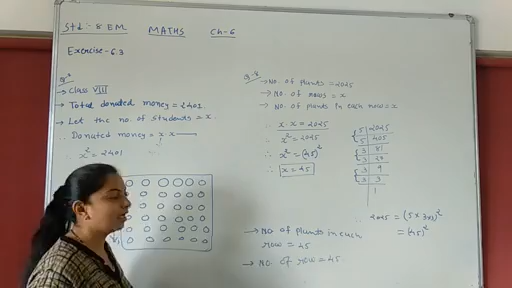 Std :- 8 EM MATHS Ch-6
Exercise-6.3
→ Class VIII
→ Total donated money = 2401
→ Let the no of students = x.
∴ Donated money = x x
∴ x² = 2401
→ No. of plants = 2025
→ No. of rows = x
→ No. of plants in each row = x
∴ x · x = 2025
∴ x² = 2025
∴ x² = (45)²
∴ x = 45
5 2025
5 405
3 81
3 27
3 9
3 3
1
∴ 2025 = (5 × 3×3)²
= (45)²
→ No of plants in each
row = 45
→ No. of row = 45